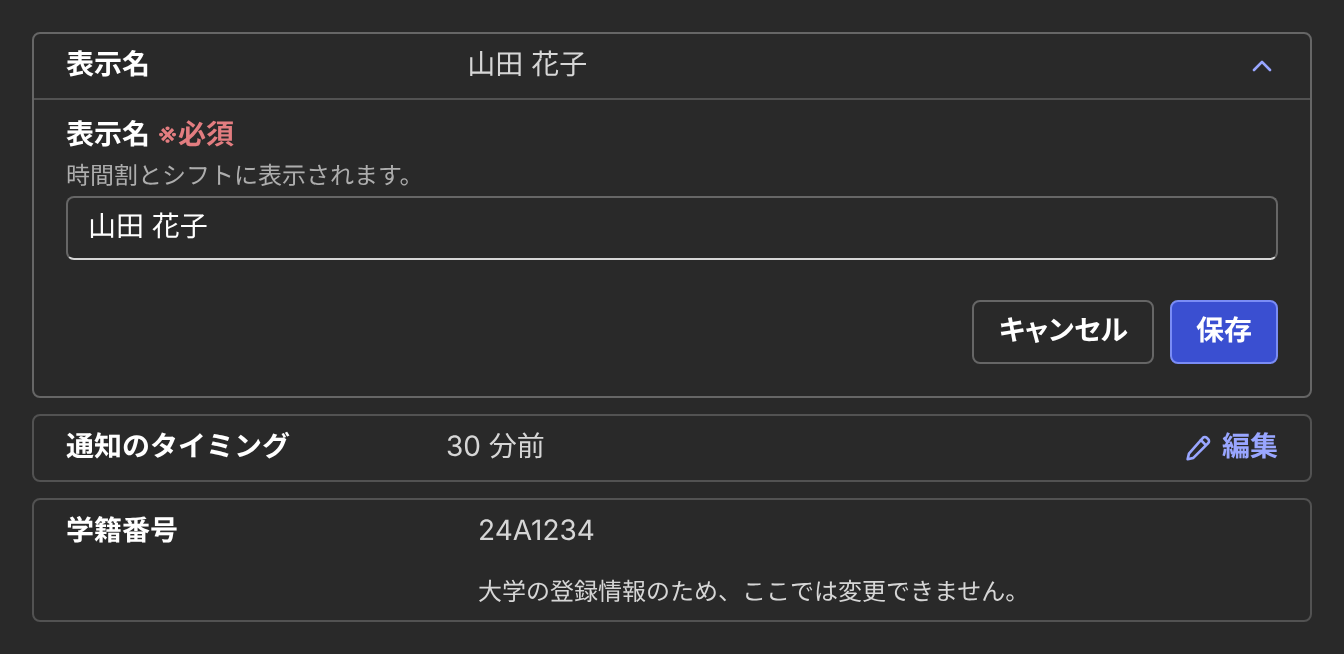 表示名 山田 花子
表示名 ※必須
時間割とシフトに表示されます。
山田 花子
キャンセル 保存
通知のタイミング 30 分前 編集
学籍番号 24A1234
大学の登録情報のため、ここでは変更できません。